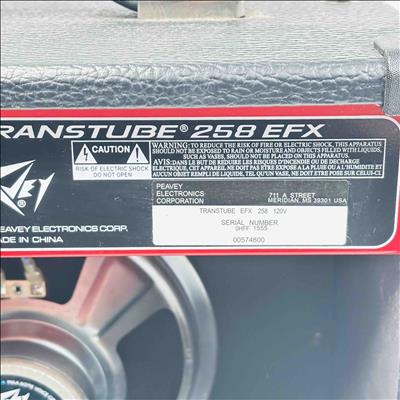 TRANSTUBE® 258 EFX
CAUTION
RISK OF ELECTRIC SHOCK
DO NOT OPEN
WARNING: TO REDUCE THE RISK OF FIRE OR ELECTRIC SHOCK, THIS APPARATUS
SHOULD NOT BE EXPOSED TO RAIN OR MOISTURE AND OBJECTS FILLED WITH LIQUIDS,
SUCH AS VASES, SHOULD NOT BE PLACED ON THIS APPARATUS.
AVIS: DANS LE BUT DE REDUIRE LES RISQUES D'INCENDIE OU DE DECHARGE
ELECTRIQUE, CET APPAREIL NE DOIT PAS ETRE EXPOSE A LA PLUIE OU A L'HUMIDITE ET
AUCUN OBJET REMPLI DE LIQUIDE, TEL QU'UN VASE, NE DOIT ETRE POSE SUR CELUI-CI.
PEAVEY
ELECTRONICS
CORPORATION
711 A STREET
MERIDIAN, MS 39301 USA
TRANSTUBE EFX 258 120V
SERIAL NUMBER
0HFF 1555
00574800
®
PEAVEY ELECTRONICS CORP.
MADE IN CHINA